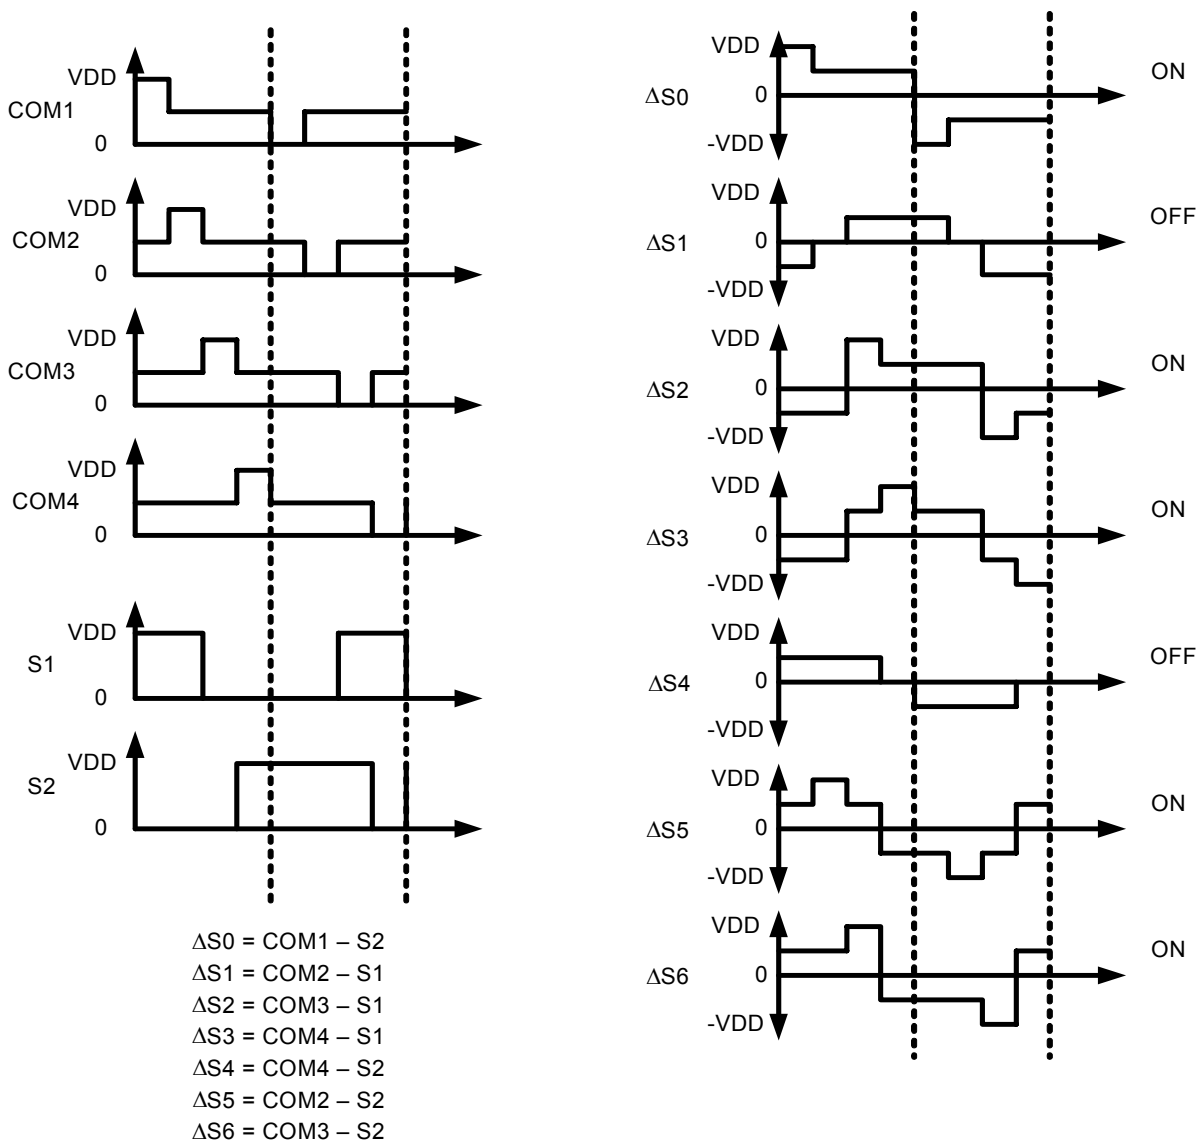 VDD
COM1
0
VDD
COM2
0
VDD
COM3
0
VDD
COM4
0
VDD
S1
0
VDD
S2
0
ΔS0 = COM1 – S2
ΔS1 = COM2 – S1
ΔS2 = COM3 – S1
ΔS3 = COM4 – S1
ΔS4 = COM4 – S2
ΔS5 = COM2 – S2
ΔS6 = COM3 – S2
VDD
ΔS0 0 ON
-VDD
VDD
ΔS1 0 OFF
-VDD
VDD
ΔS2 0 ON
-VDD
VDD
ΔS3 0 ON
-VDD
VDD
ΔS4 0 OFF
-VDD
VDD
ΔS5 0 ON
-VDD
VDD
ΔS6 0 ON
-VDD